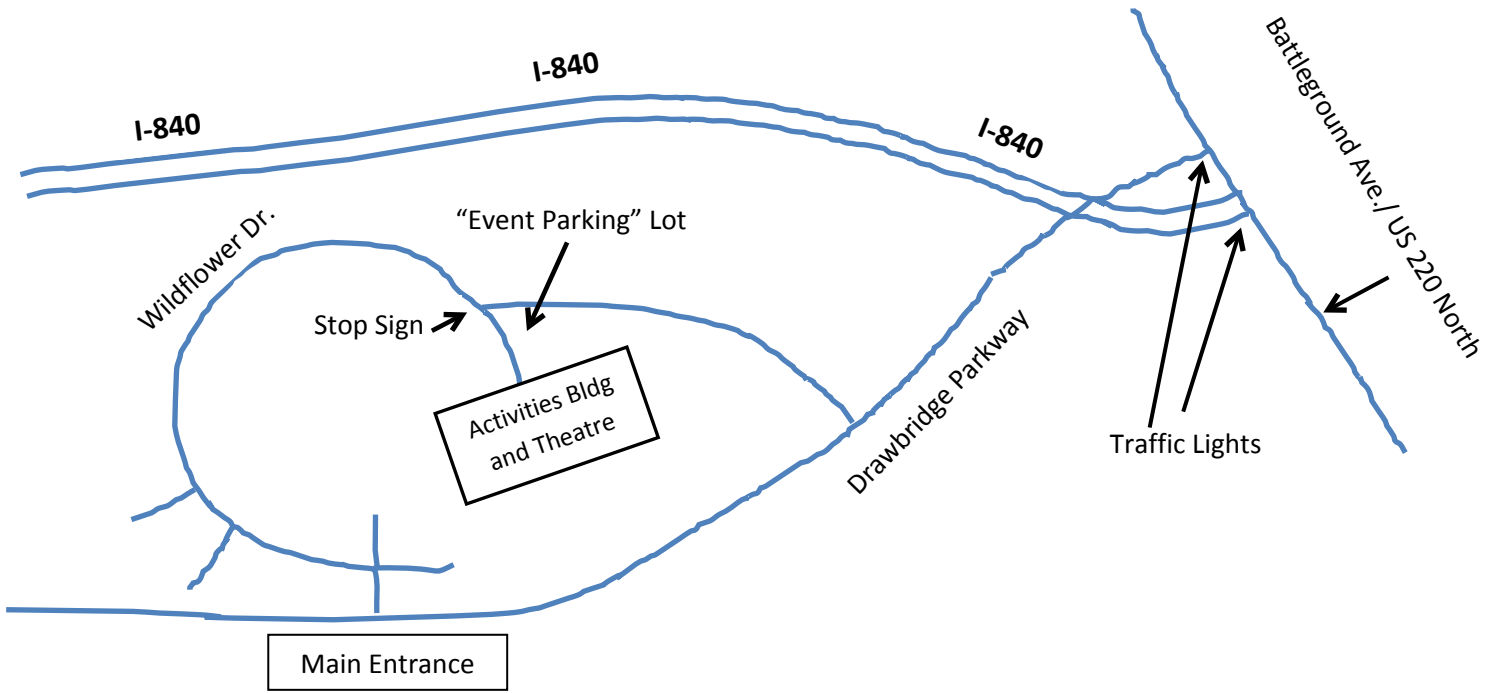 I-840
I-840
I-840
Battleground Ave./ US 220 North
Wildflower Dr.
“Event Parking” Lot
Stop Sign
Activities Bldg
and Theatre
Drawbridge Parkway
Traffic Lights
Main Entrance